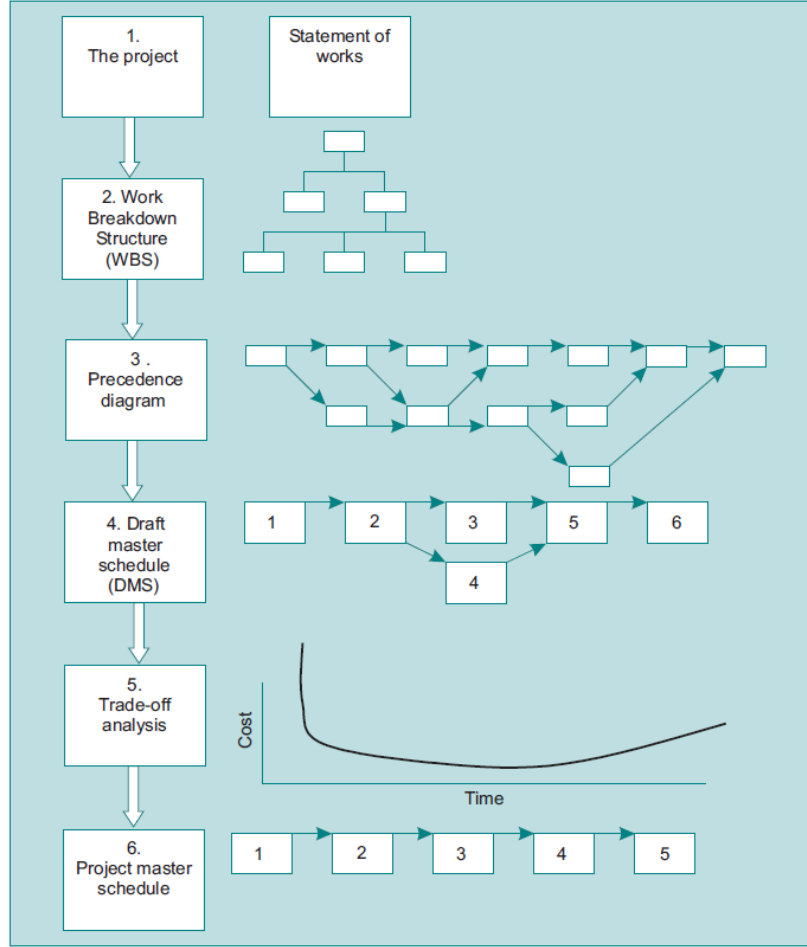 1.
The project
Statement of
works
2. Work
Breakdown
Structure
(WBS)
3 .
Precedence
diagram
4. Draft
master
schedule
(DMS)
1
2
3
5
6
4
5.
Trade-off
analysis
Cost
Time
6.
Project master
schedule
1
2
3
4
5